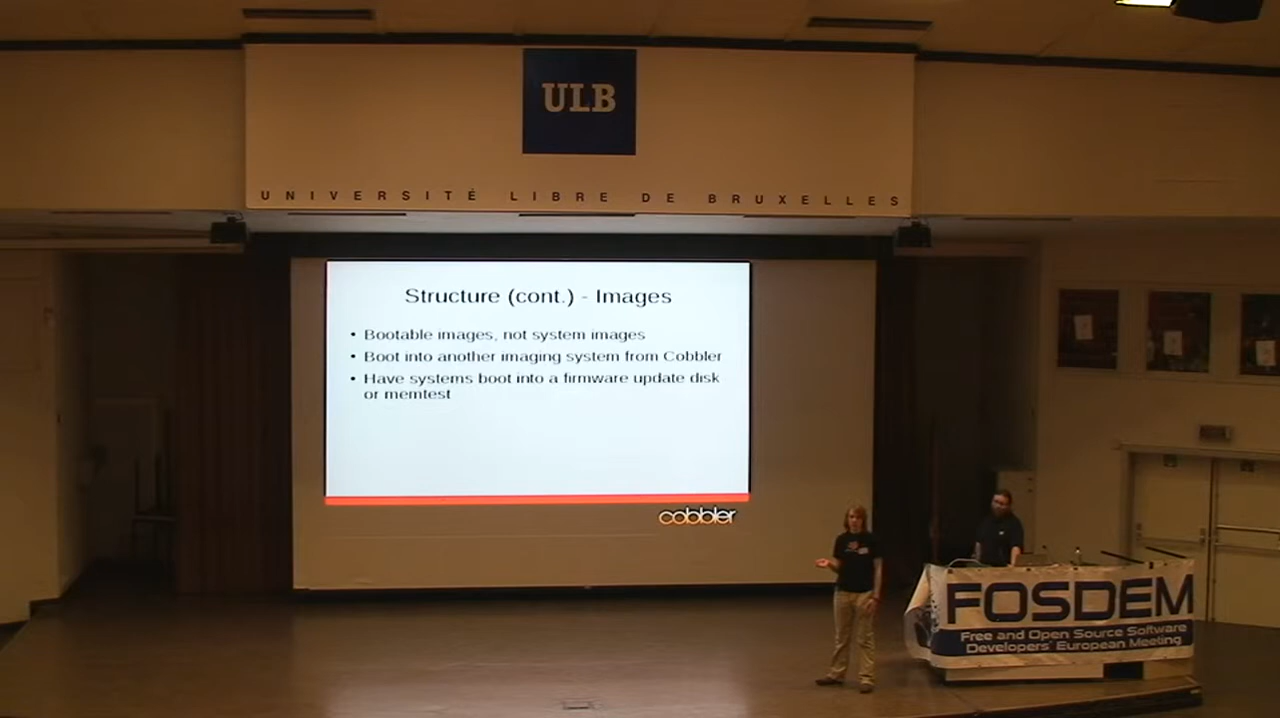 ULB
UNIVERSITÉ LIBRE DE BRUXELLES
Structure (cont.) - Images
• Bootable images, not system images
• Boot into another imaging system from Cobbler
• Have systems boot into a firmware update disk
or memtest
cobbler
FOSDEM
Free and Open Source Software
Developers' European Meeting